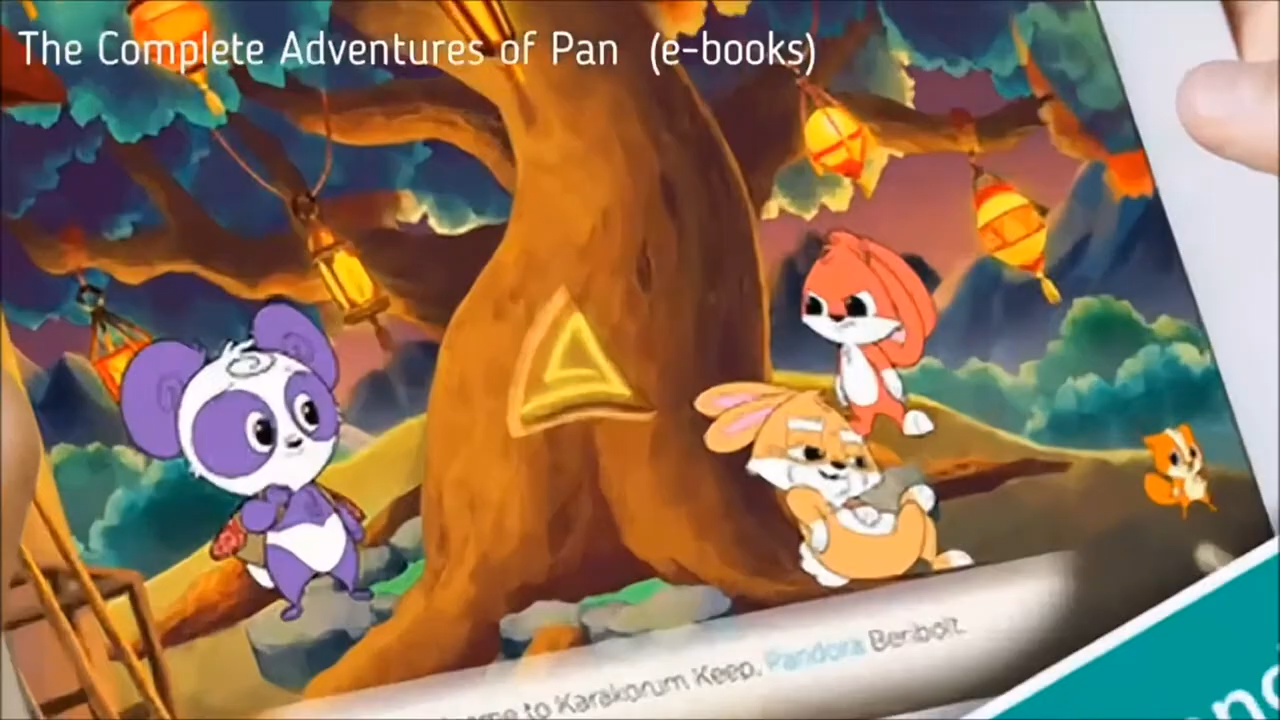 The Complete Adventures of Pan (e-books)
to Karakorum Keep, Pandora Benbolt.